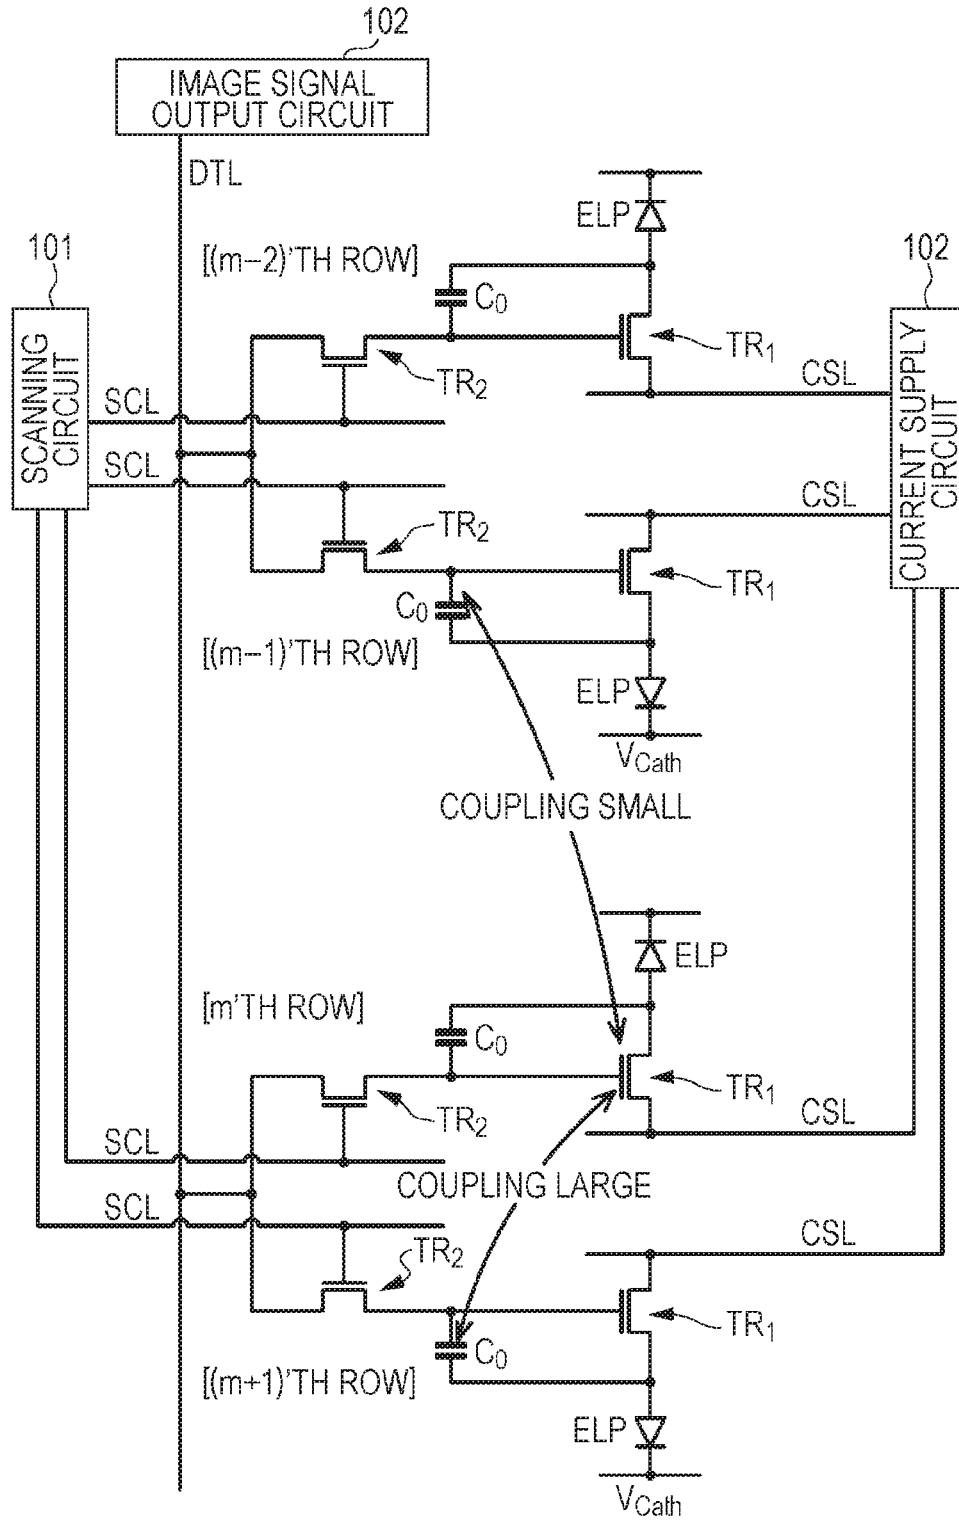 102
IMAGE SIGNAL
OUTPUT CIRCUIT
DTL
ELP
101
[(m−2)'TH ROW]
102
C0
SCANNING
CIRCUIT
TR1
CURRENT SUPPLY
CIRCUIT
TR2
CSL
SCL
SCL
CSL
TR2
TR1
C0
[(m−1)'TH ROW]
ELP
VCath
COUPLING SMALL
ELP
[m'TH ROW]
C0
TR1
TR2
CSL
SCL
COUPLING LARGE
SCL
CSL
TR2
TR1
C0
[(m+1)'TH ROW]
ELP
VCath